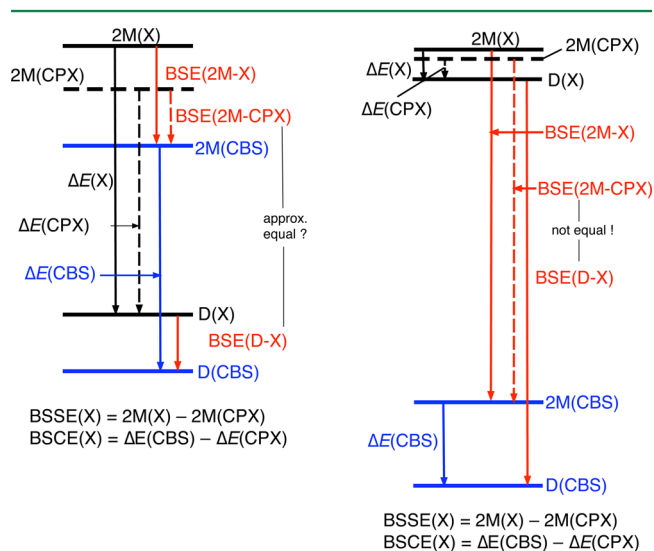 2M(X)
2M(CPX)
BSE(2M-X)
BSE(2M-CPX)
2M(CBS)
ΔE(X)
approx.
equal ?
ΔE(CPX)
ΔE(CBS)
D(X)
BSE(D-X)
D(CBS)
BSSE(X) = 2M(X) – 2M(CPX)
BSCE(X) = ΔE(CBS) – ΔE(CPX)
2M(X)
2M(CPX)
ΔE(X)
D(X)
ΔE(CPX)
BSE(2M-X)
BSE(2M-CPX)
not equal !
BSE(D-X)
2M(CBS)
ΔE(CBS)
D(CBS)
BSSE(X) = 2M(X) – 2M(CPX)
BSCE(X) = ΔE(CBS) – ΔE(CPX)